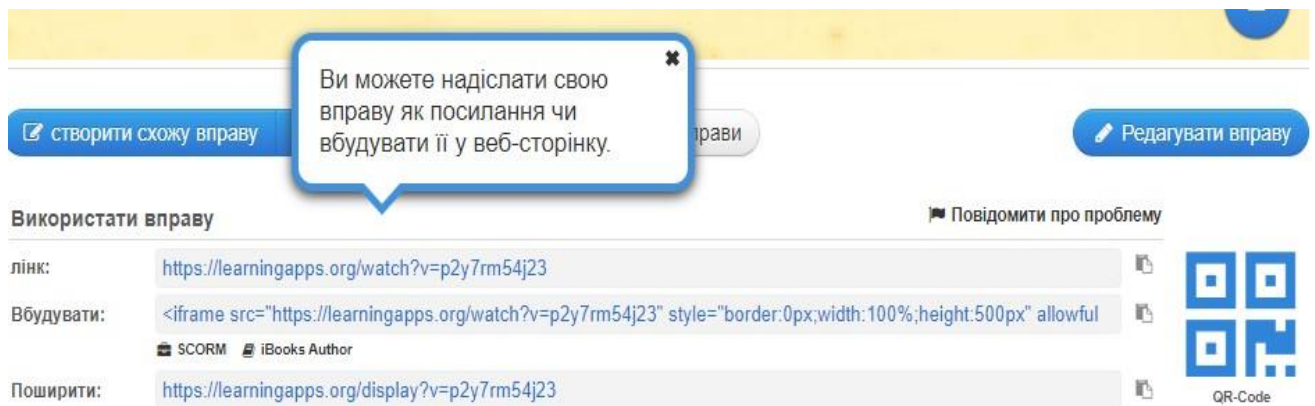 Ви можете надіслати свою
вправу як посилання чи
вбудувати її у веб-сторінку.
створити схожу вправу
Редагувати вправу
Використати вправу
Повідомити про проблему
лінк:
https://learningapps.org/watch?v=p2y7rm54j23
Вбудувати:
<iframe src="https://learningapps.org/watch?v=p2y7rm54j23" style="border:0px;width:100%;height:500px" allowful
SCORM iBooks Author
Поширити:
https://learningapps.org/display?v=p2y7rm54j23
QR-Code